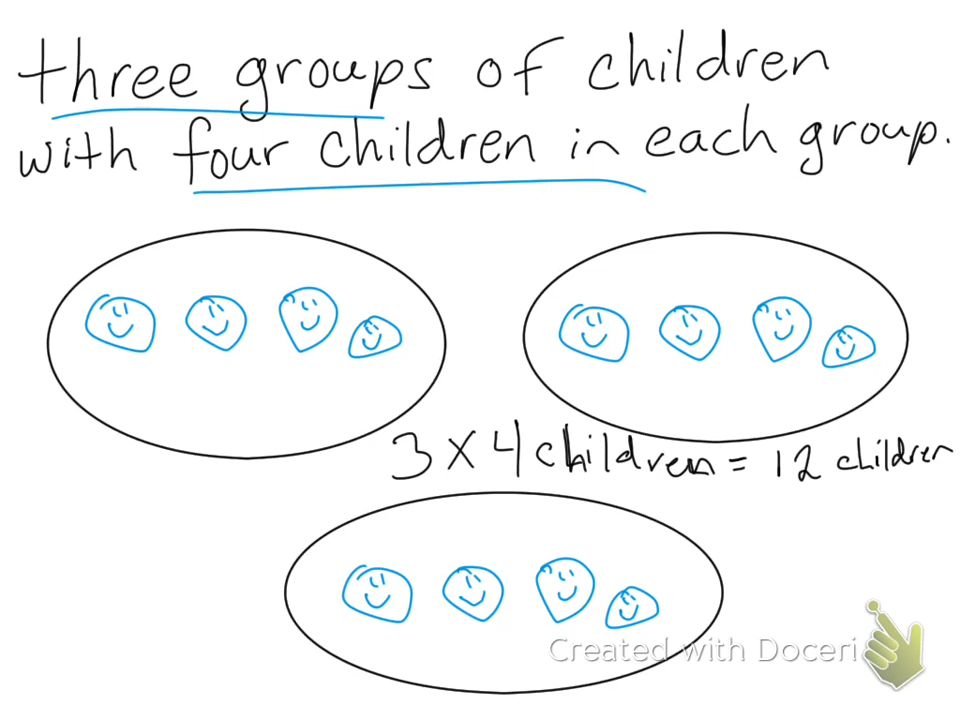 three groups of children
with four children in each group.
3 × 4 children = 12 children
Created with Doceri